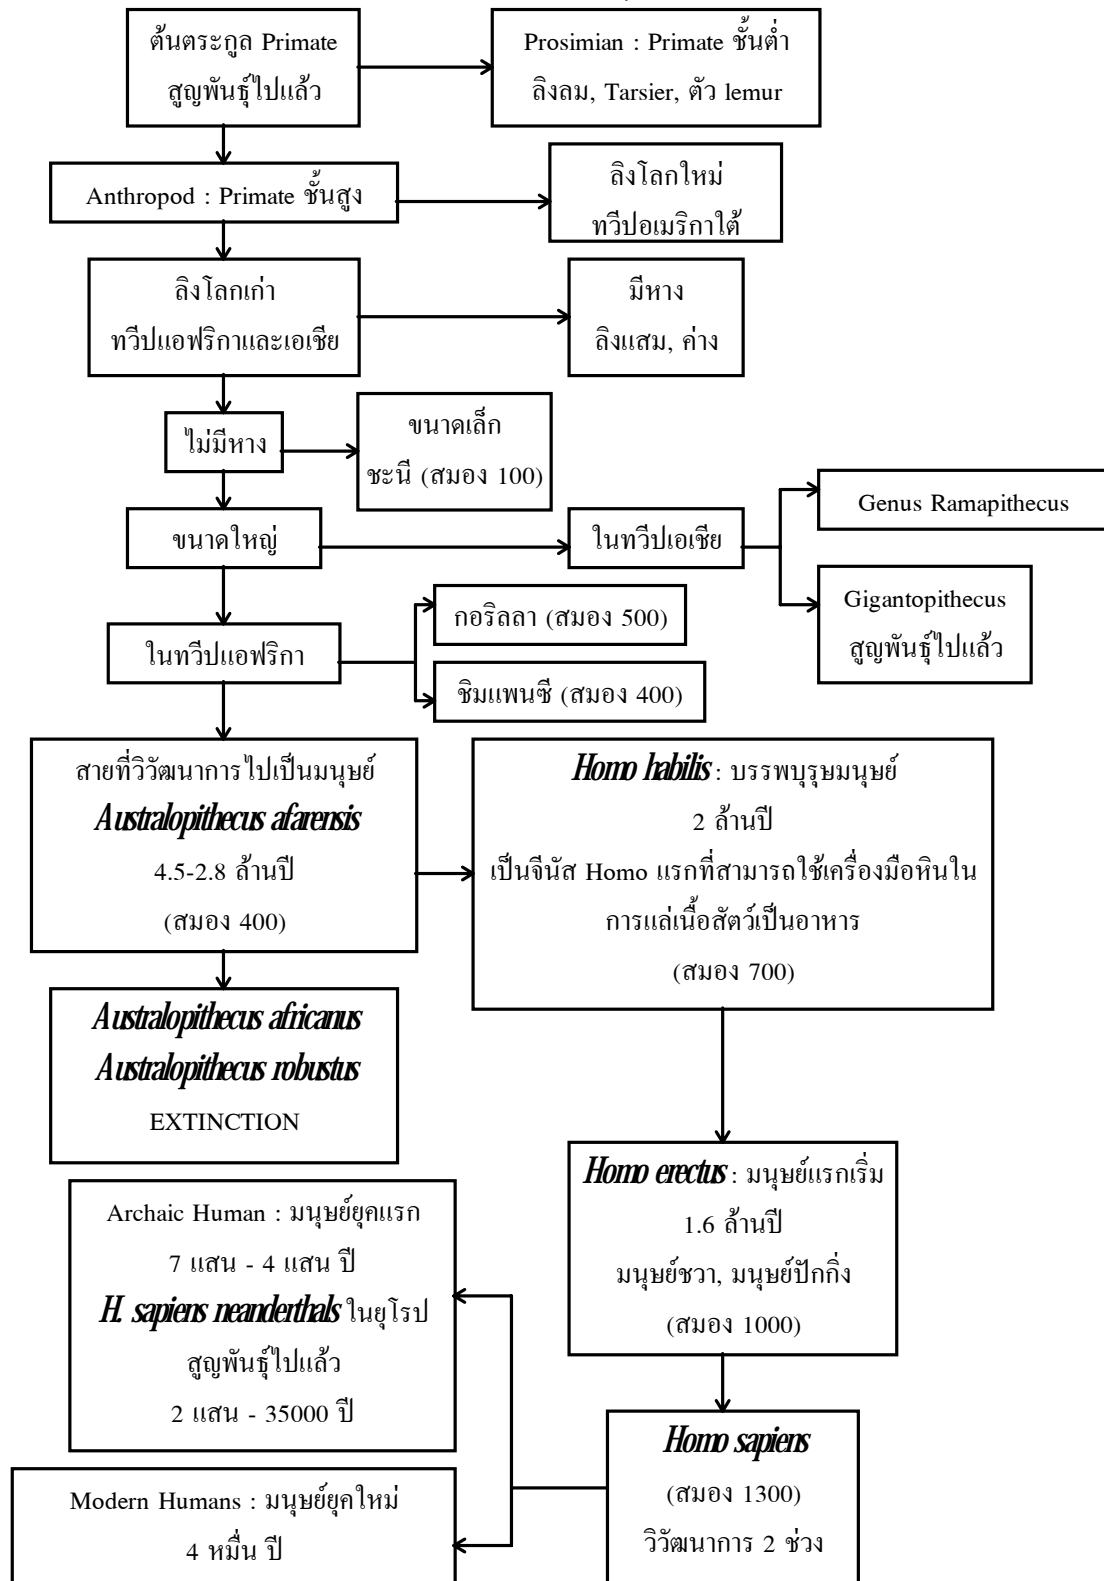 ต้นตระกูล Primate
สูญพันธุ์ไปแล้ว
Prosimian : Primate ชั้นต่ำ
ลิงลม, Tarsier, ตัว lemur
Anthropod : Primate ชั้นสูง
ลิงโลกใหม่
ทวีปอเมริกาใต้
ลิงโลกเก่า
ทวีปแอฟริกาและเอเชีย
มีหาง
ลิงแสม, ค่าง
ไม่มีหาง
ขนาดเล็ก
ชะนี (สมอง 100)
ขนาดใหญ่
ในทวีปเอเชีย
Genus Ramapithecus
Gigantopithecus
สูญพันธุ์ไปแล้ว
ในทวีปแอฟริกา
กอริลลา (สมอง 500)
ชิมแพนซี (สมอง 400)
สายที่วิวัฒนาการไปเป็นมนุษย์
Australopithecus afarensis
4.5-2.8 ล้านปี
(สมอง 400)
Homo habilis : บรรพบุรุษมนุษย์
2 ล้านปี
เป็นจีนัส Homo แรกที่สามารถใช้เครื่องมือหินใน
การแล่เนื้อสัตว์เป็นอาหาร
(สมอง 700)
Australopithecus africanus
Australopithecus robustus
EXTINCTION
Homo erectus : มนุษย์แรกเริ่ม
1.6 ล้านปี
มนุษย์ชวา, มนุษย์ปักกิ่ง
(สมอง 1000)
Archaic Human : มนุษย์ยุคแรก
7 แสน - 4 แสน ปี
H. sapiens neanderthals ในยุโรป
สูญพันธุ์ไปแล้ว
2 แสน - 35000 ปี
Homo sapiens
(สมอง 1300)
วิวัฒนาการ 2 ช่วง
Modern Humans : มนุษย์ยุคใหม่
4 หมื่น ปี